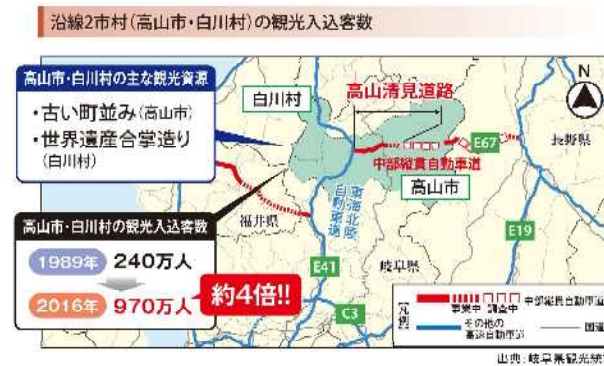 沿線2市村(高山市・白川村)の観光入込客数
高山市・白川村の主な観光資源
・古い町並み(高山市)
・世界遺産合掌造り
(白川村)
白川村
高山清見道路
N
E67
長野県
中部縦貫自動車道
高山市
東海北陸
自動車道
高山市・白川村の観光入込客数
福井県
1989年 240万人
2016年 970万人
約4倍!!
E41
岐阜県
E19
C3
凡例
中部縦貫自動車道
事業中 調査中
その他の
高速自動車道
国道
出典:岐阜県観光統